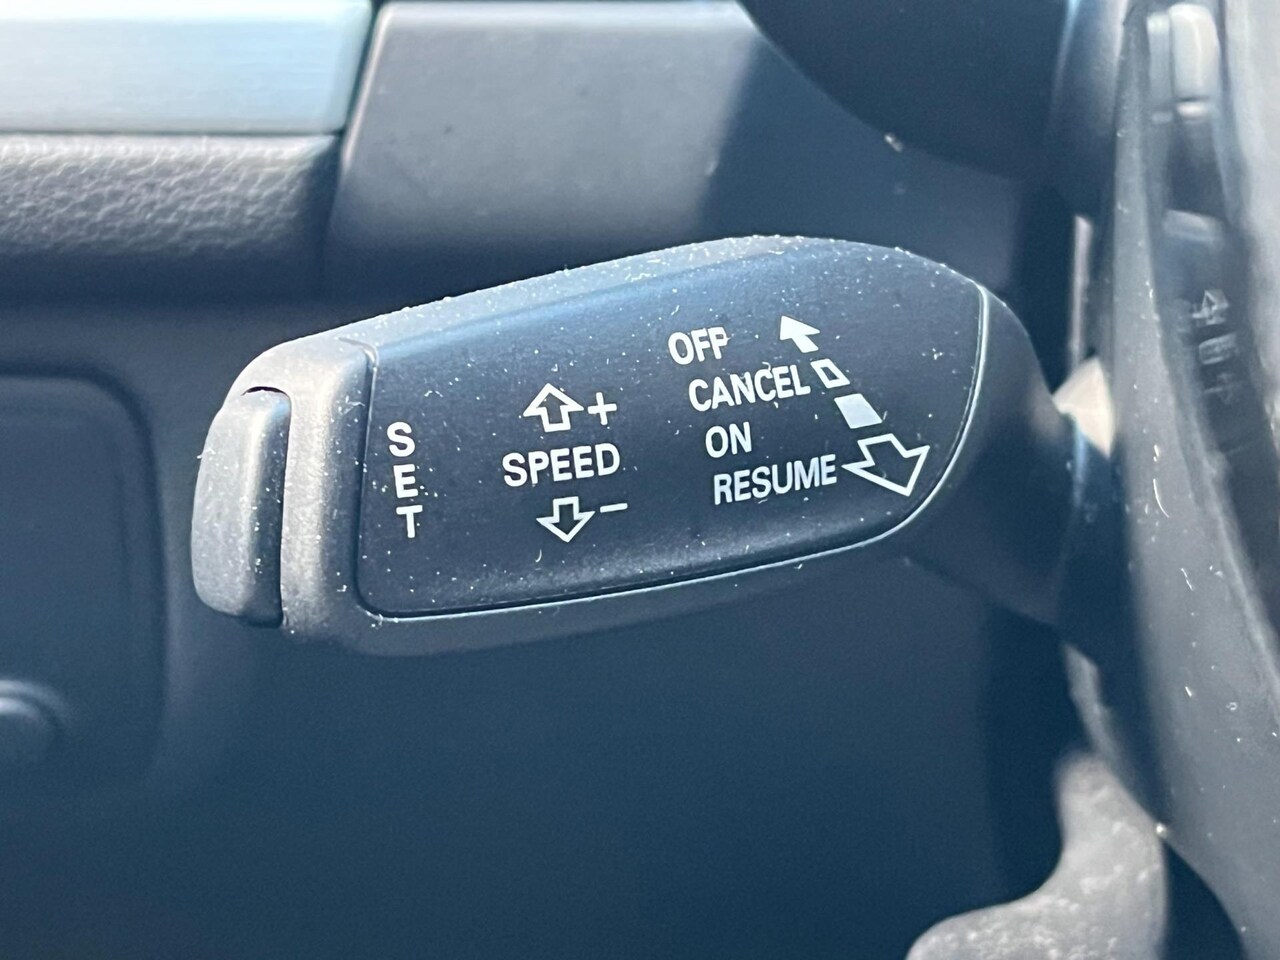 SET
+
SPEED
-
OFF
CANCEL
ON
RESUME